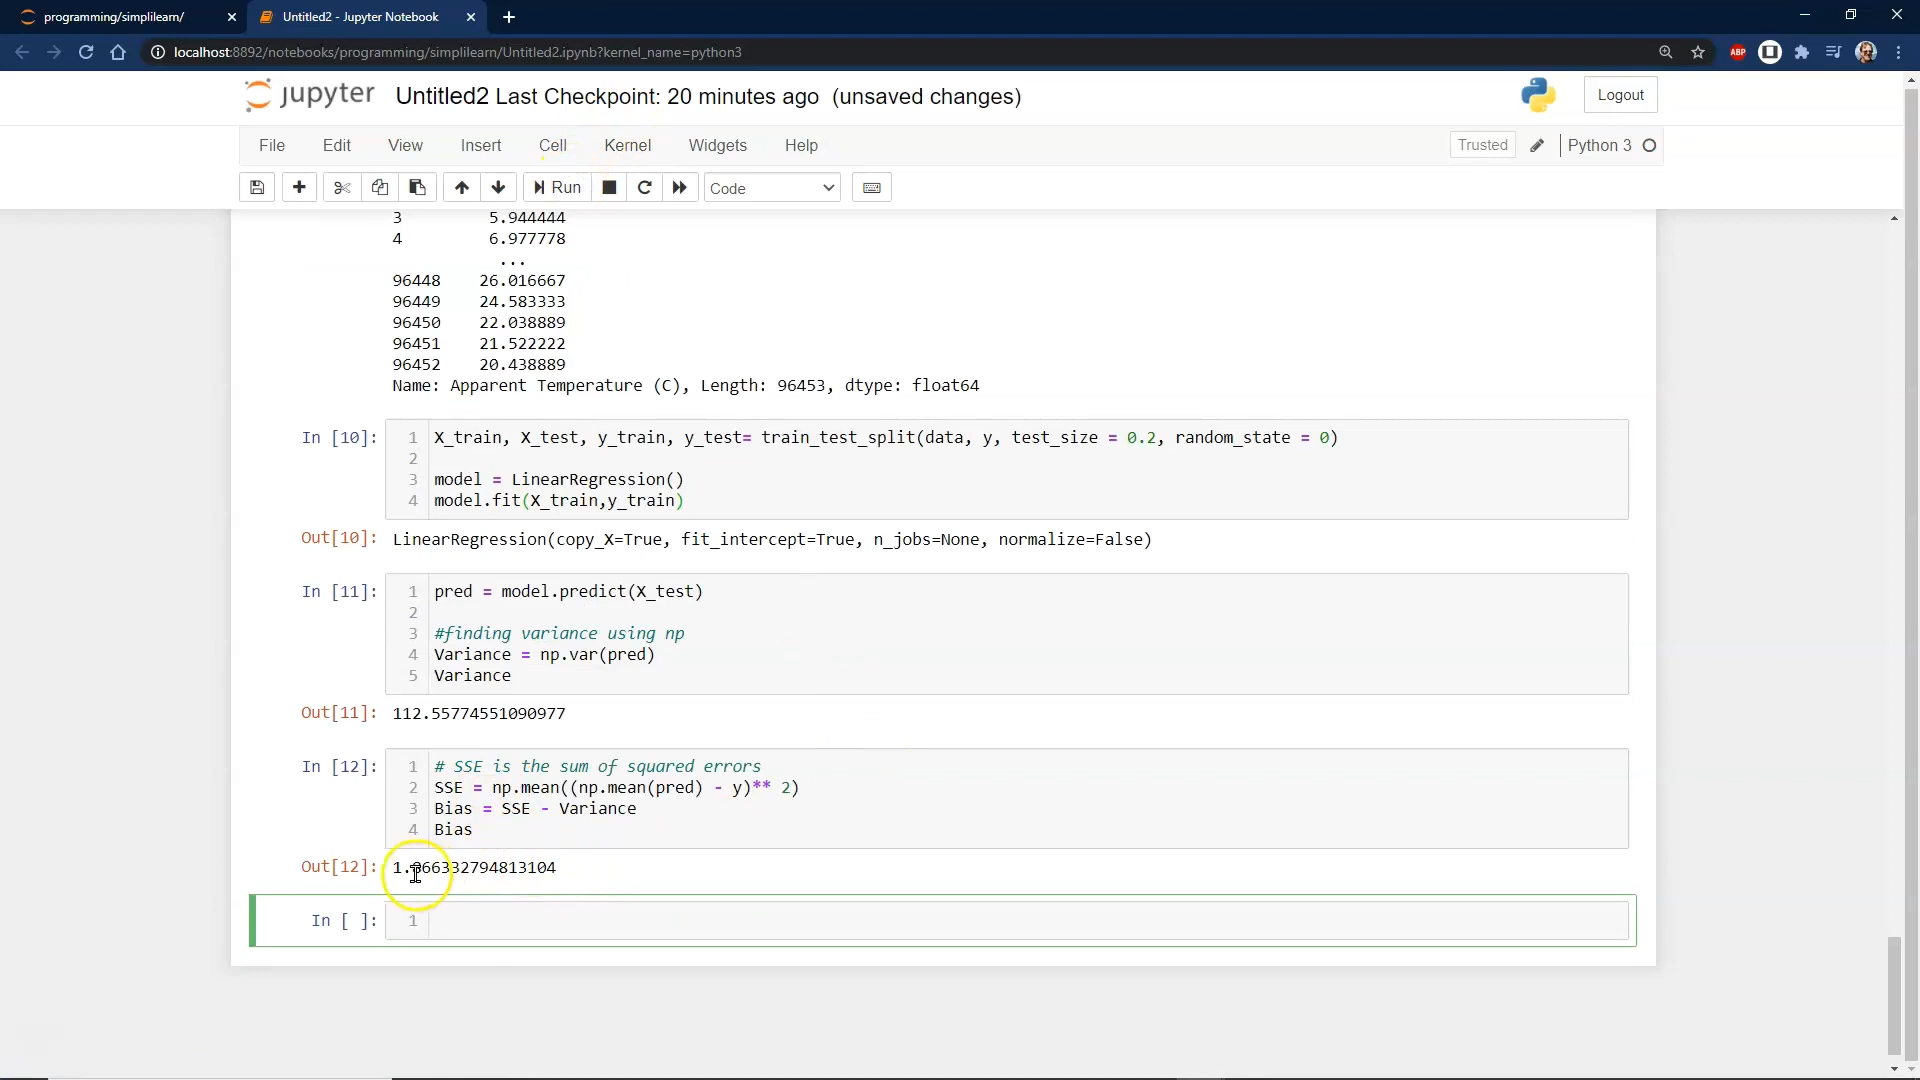 programming/simplilearn/
Untitled2 - Jupyter Notebook
localhost:8892/notebooks/programming/simplilearn/Untitled2.ipynb?kernel_name=python3
ABP
jupyter Untitled2 Last Checkpoint: 20 minutes ago (unsaved changes)
Logout
File Edit View Insert Cell Kernel Widgets Help
Trusted Python 3
Run Code
3 5.944444
4 6.977778
...
96448 26.016667
96449 24.583333
96450 22.038889
96451 21.522222
96452 20.438889
Name: Apparent Temperature (C), Length: 96453, dtype: float64
In [10]: 1 X_train, X_test, y_train, y_test= train_test_split(data, y, test_size = 0.2, random_state = 0)
2
3 model = LinearRegression()
4 model.fit(X_train,y_train)
Out[10]: LinearRegression(copy_X=True, fit_intercept=True, n_jobs=None, normalize=False)
In [11]: 1 pred = model.predict(X_test)
2
3 #finding variance using np
4 Variance = np.var(pred)
5 Variance
Out[11]: 112.55774551090977
In [12]: 1 # SSE is the sum of squared errors
2 SSE = np.mean((np.mean(pred) - y)** 2)
3 Bias = SSE - Variance
4 Bias
Out[12]:
In [ ]: 1